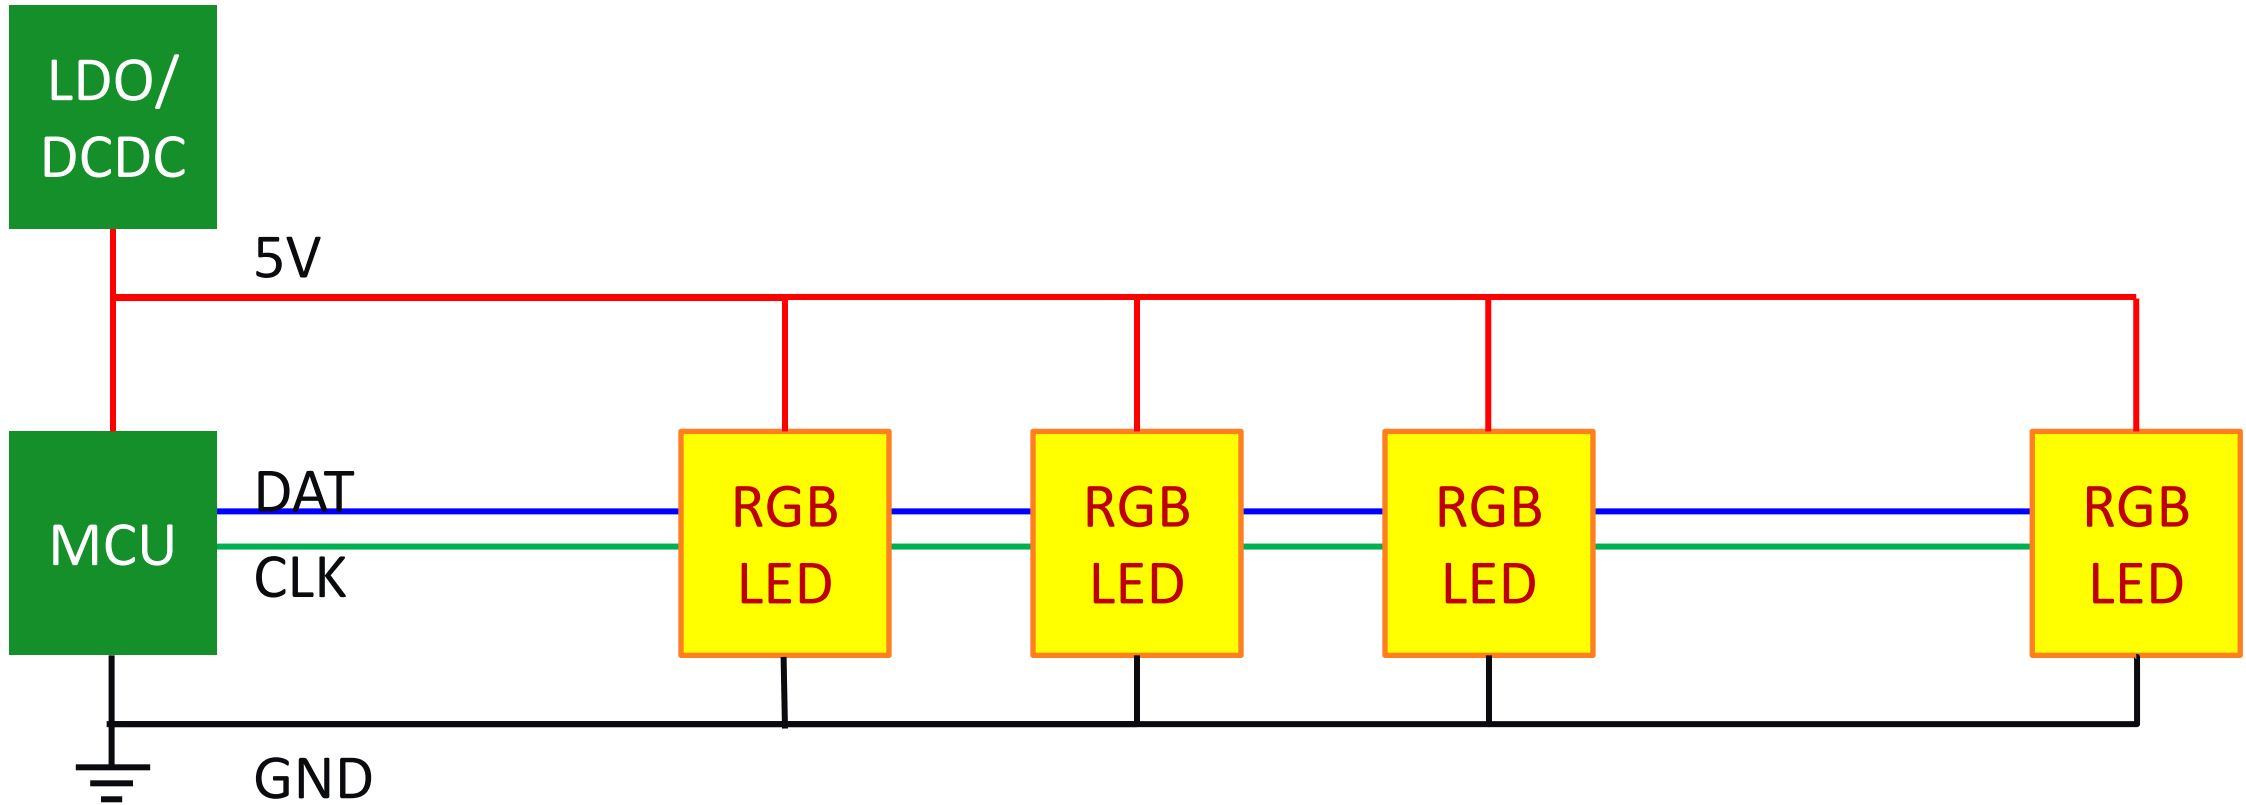 LDO/
DCDC
5V
DAT
MCU
CLK
RGB
LED
RGB
LED
RGB
LED
RGB
LED
GND